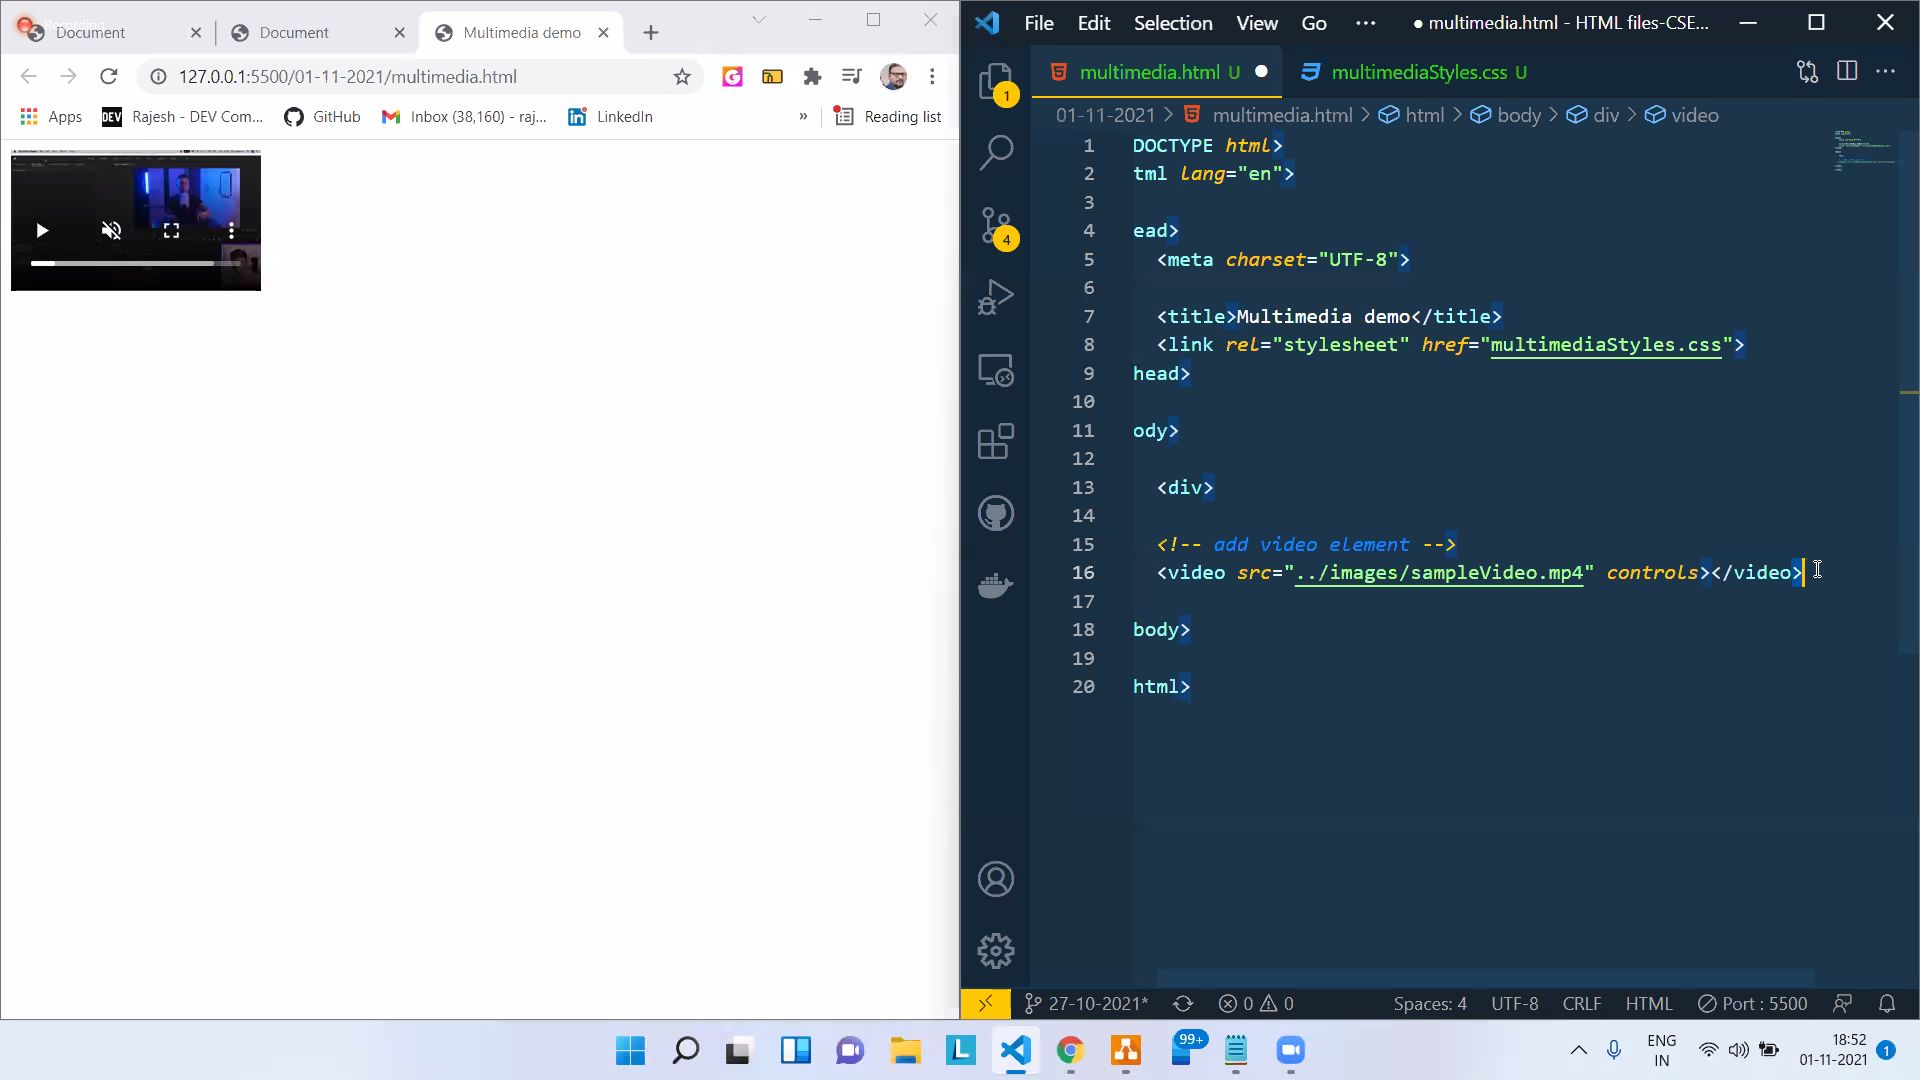 Recording
Document
Document
Multimedia demo
127.0.0.1:5500/01-11-2021/multimedia.html
Apps
DEV
Rajesh - DEV Com...
GitHub
Inbox (38,160) - raj...
LinkedIn
»
Reading list
File Edit Selection View Go ···
● multimedia.html - HTML files-CSE...
multimedia.html U
multimediaStyles.css U
01-11-2021 > multimedia.html > html > body > div > video
1 DOCTYPE html>
2 tml lang="en">
3
4 ead>
5 <meta charset="UTF-8">
6
7 <title>Multimedia demo</title>
8 <link rel="stylesheet" href="multimediaStyles.css">
9 head>
10
11 ody>
12
13 <div>
14
15 <!-- add video element -->
16 <video src="../images/sampleVideo.mp4" controls></video>
17
18 body>
19
20 html>
1
4
27-10-2021*
0
0
Spaces: 4
UTF-8
CRLF
HTML
Port : 5500
L
99+
ENG
IN
18:52
01-11-2021
1